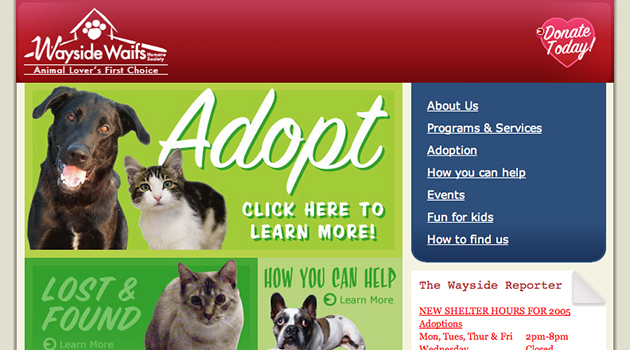 Wayside Waifs
Humane
Society
Animal Lover's First Choice
Donate
Today!
Adopt
CLICK HERE TO
LEARN MORE!
LOST &
FOUND
Learn More
HOW YOU CAN HELP
Learn More
About Us
Programs & Services
Adoption
How you can help
Events
Fun for kids
How to find us
The Wayside Reporter
NEW SHELTER HOURS FOR 2005
Adoptions
Mon, Tues, Thur & Fri 2pm-8pm
Wednesday Closed